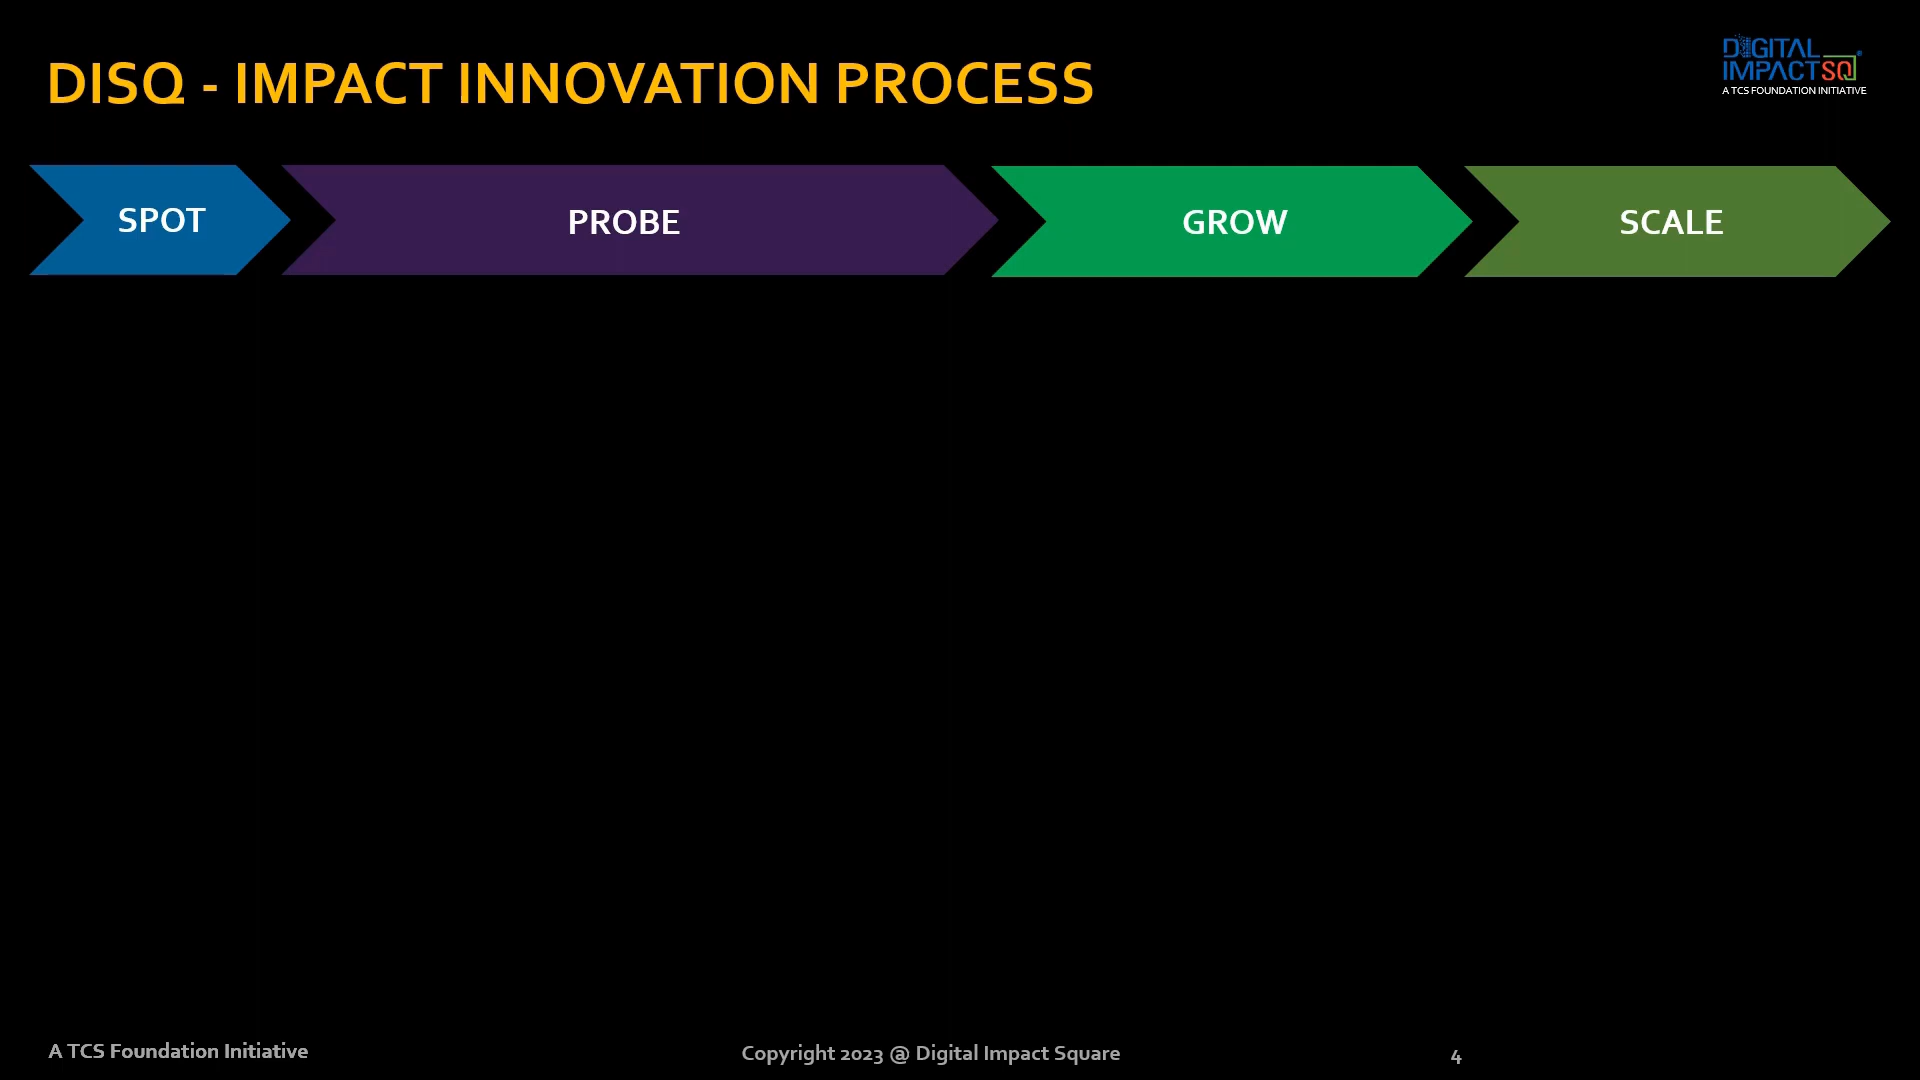 DISQ - IMPACT INNOVATION PROCESS
DIGITAL
IMPACTSQ
A TCS FOUNDATION INITIATIVE
SPOT
PROBE
GROW
SCALE
A TCS Foundation Initiative
Copyright 2023 @ Digital Impact Square
4